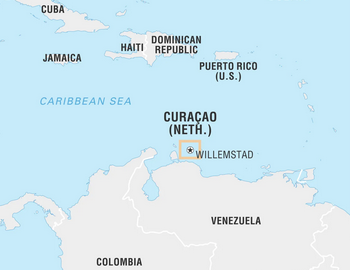 CUBA
JAMAICA
HAITI
DOMINICAN
REPUBLIC
PUERTO RICO
(U.S.)
CARIBBEAN SEA
CURAÇAO
(NETH.)
WILLEMSTAD
VENEZUELA
COLOMBIA